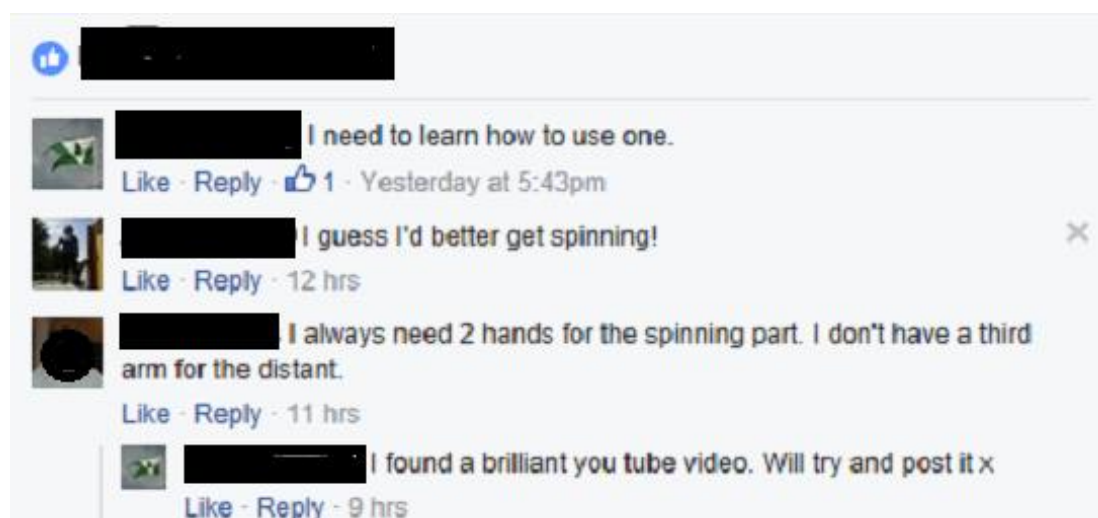 I need to learn how to use one.
Like · Reply · 1 · Yesterday at 5:43pm
I guess I'd better get spinning!
Like · Reply · 12 hrs
I always need 2 hands for the spinning part. I don't have a third
arm for the distant.
Like · Reply · 11 hrs
I found a brilliant you tube video. Will try and post it x
Like · Reply · 9 hrs